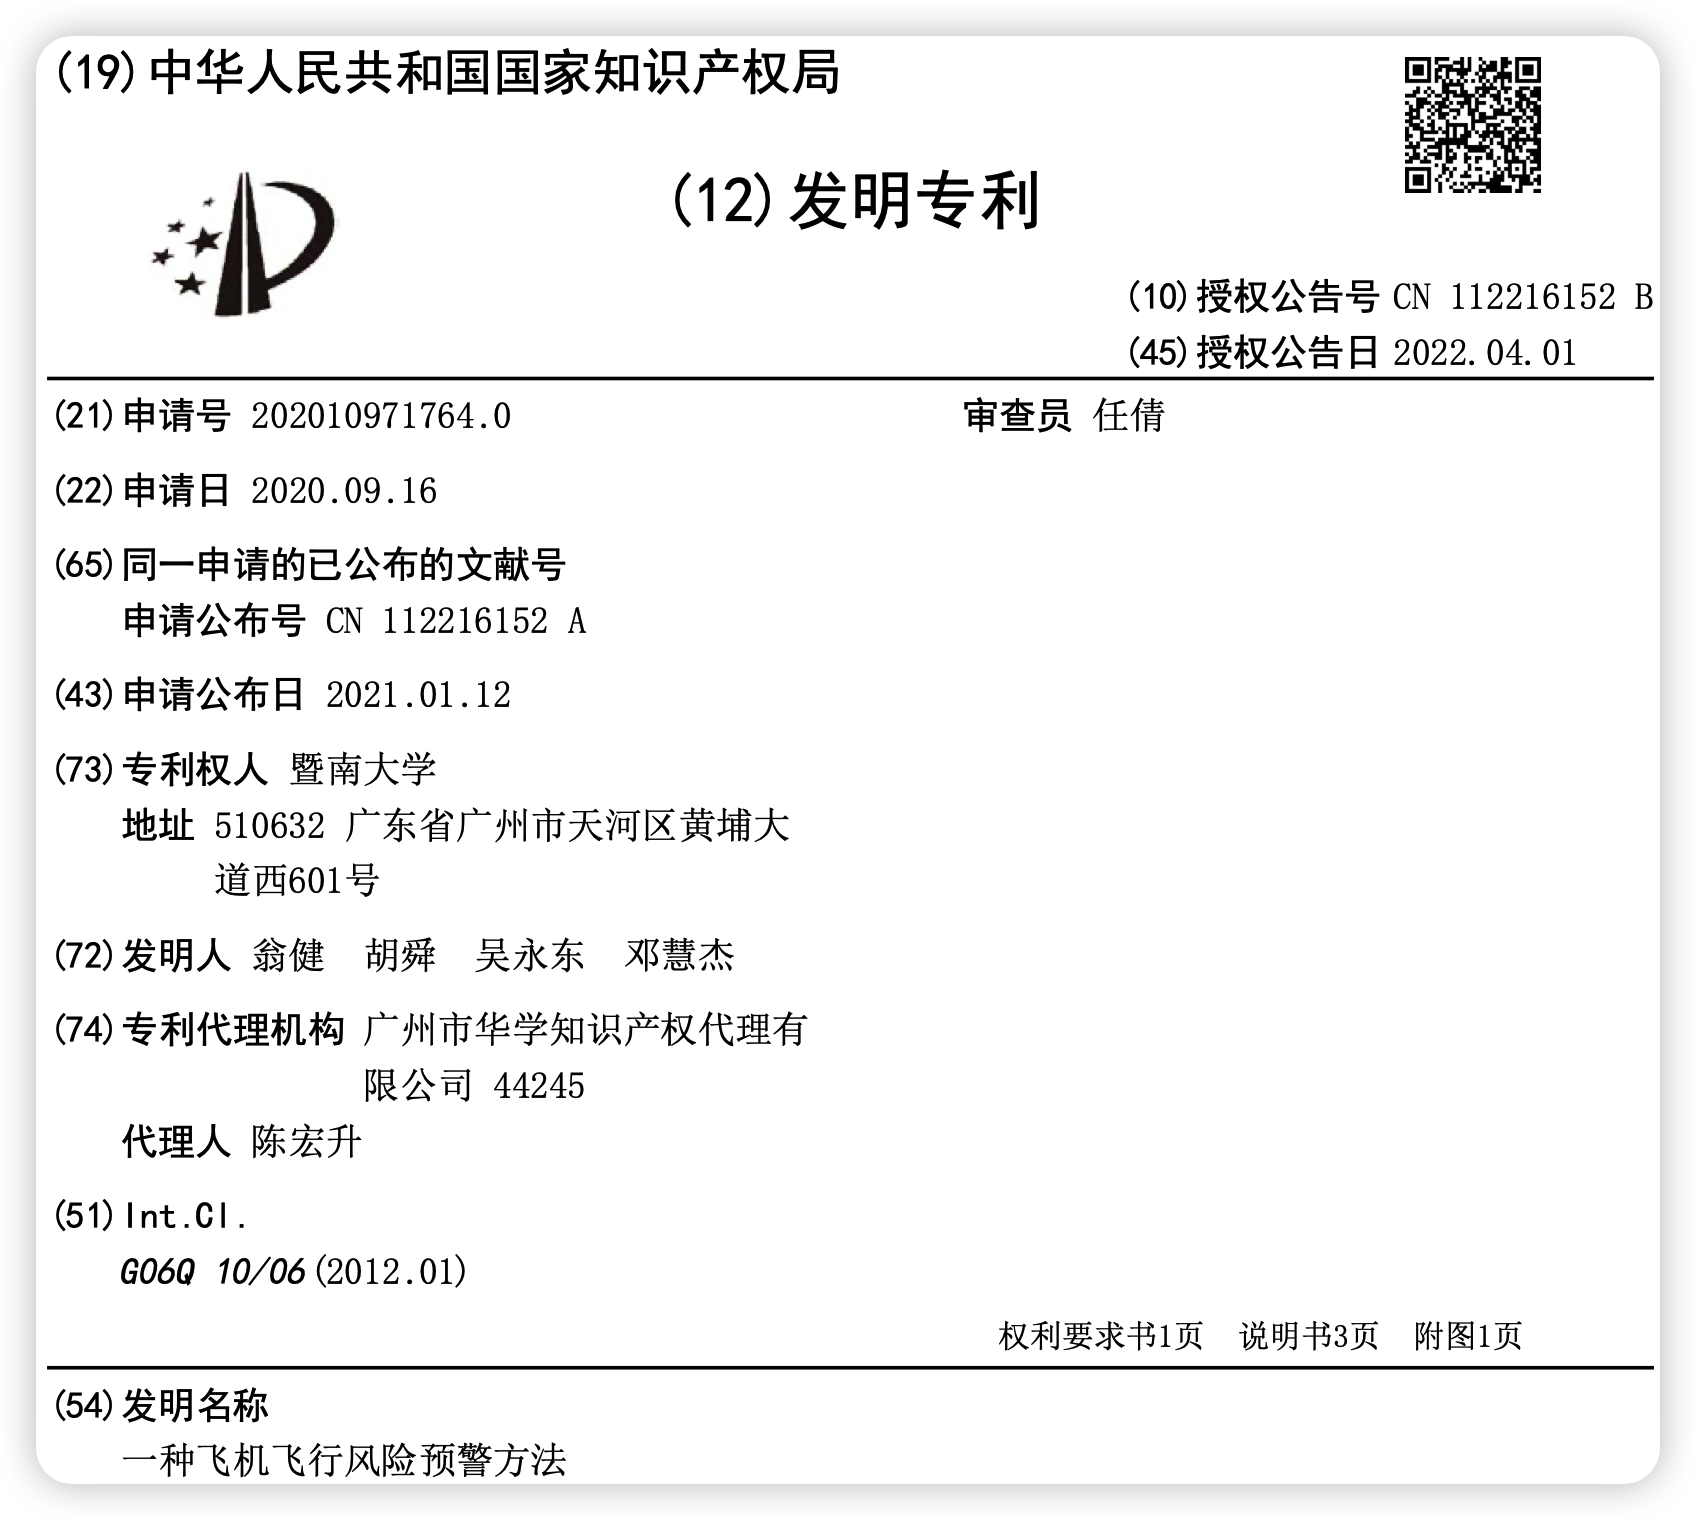 (19)中华人民共和国国家知识产权局
(12)发明专利
(10)授权公告号 CN 112216152 B
(45)授权公告日 2022.04.01
(21)申请号 202010971764.0
审查员 任倩
(22)申请日 2020.09.16
(65)同一申请的已公布的文献号
申请公布号 CN 112216152 A
(43)申请公布日 2021.01.12
(73)专利权人 暨南大学
地址 510632 广东省广州市天河区黄埔大
道西601号
(72)发明人 翁健 胡舜 吴永东 邓慧杰
(74)专利代理机构 广州市华学知识产权代理有
限公司 44245
代理人 陈宏升
(51)Int.Cl.
G06Q 10/06(2012.01)
权利要求书1页 说明书3页 附图1页
(54)发明名称
一种飞机飞行风险预警方法